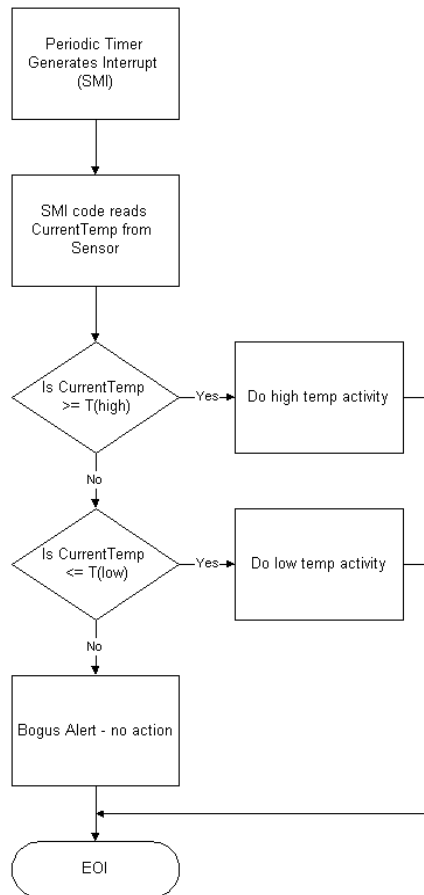 Periodic Timer
Generates Interrupt
(SMI)
SMI code reads
CurrentTemp from
Sensor
Is CurrentTemp
>= T(high)
Yes
Do high temp activity
No
Is CurrentTemp
<= T(low)
Yes
Do low temp activity
No
Bogus Alert - no action
EOI